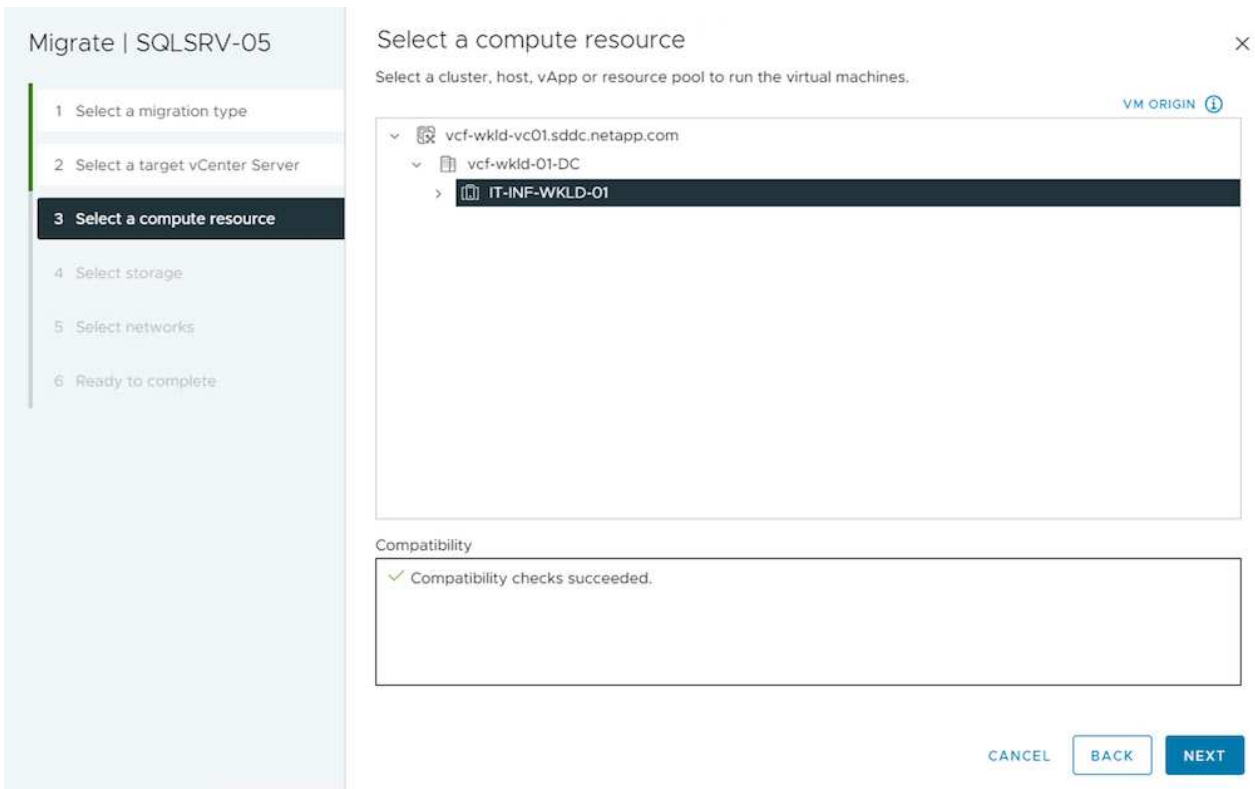 Migrate | SQLSRV-05
1 Select a migration type
2 Select a target vCenter Server
3 Select a compute resource
4 Select storage
5 Select networks
6 Ready to complete
Select a compute resource
Select a cluster, host, vApp or resource pool to run the virtual machines.
VM ORIGIN
vcf-wkld-vc01.sddc.netapp.com
vcf-wkld-01-DC
IT-INF-WKLD-01
Compatibility
Compatibility checks succeeded.
CANCEL
BACK
NEXT